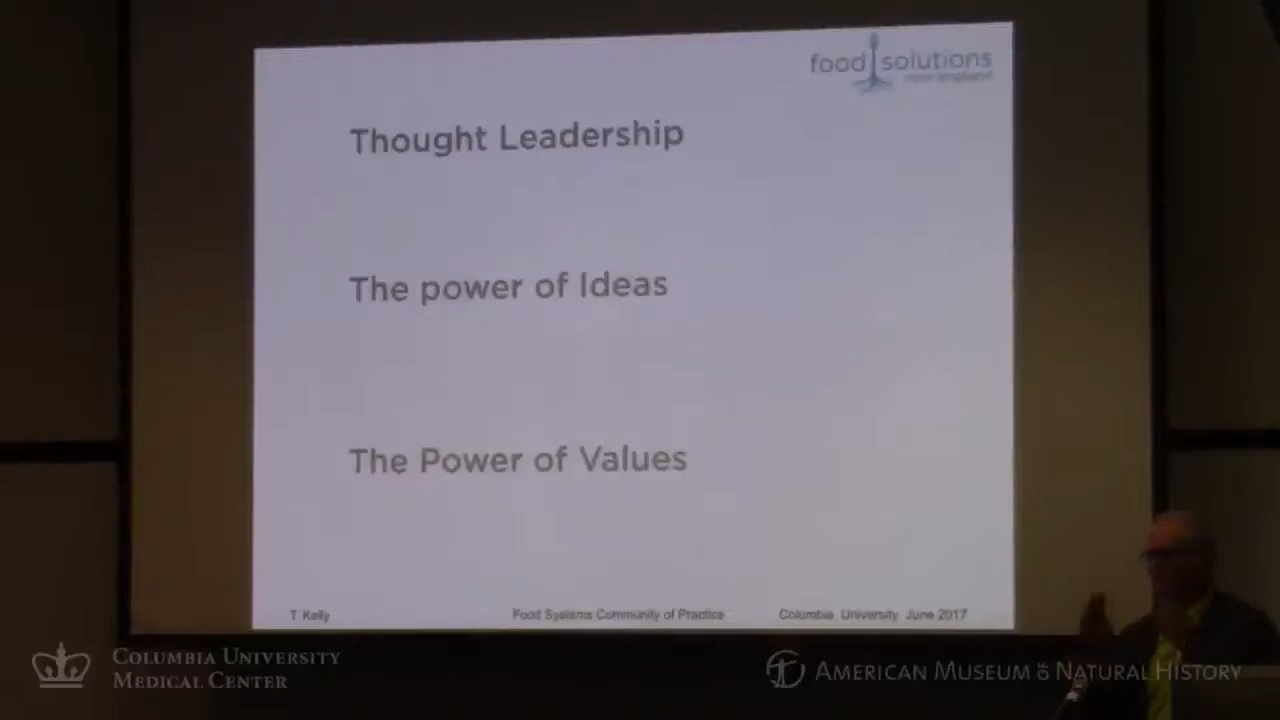 food solutions
new england
Thought Leadership
The power of Ideas
The Power of Values
T. Kelly Food Systems Community of Practice Columbia University June 2017
COLUMBIA UNIVERSITY
MEDICAL CENTER
AMERICAN MUSEUM OF NATURAL HISTORY